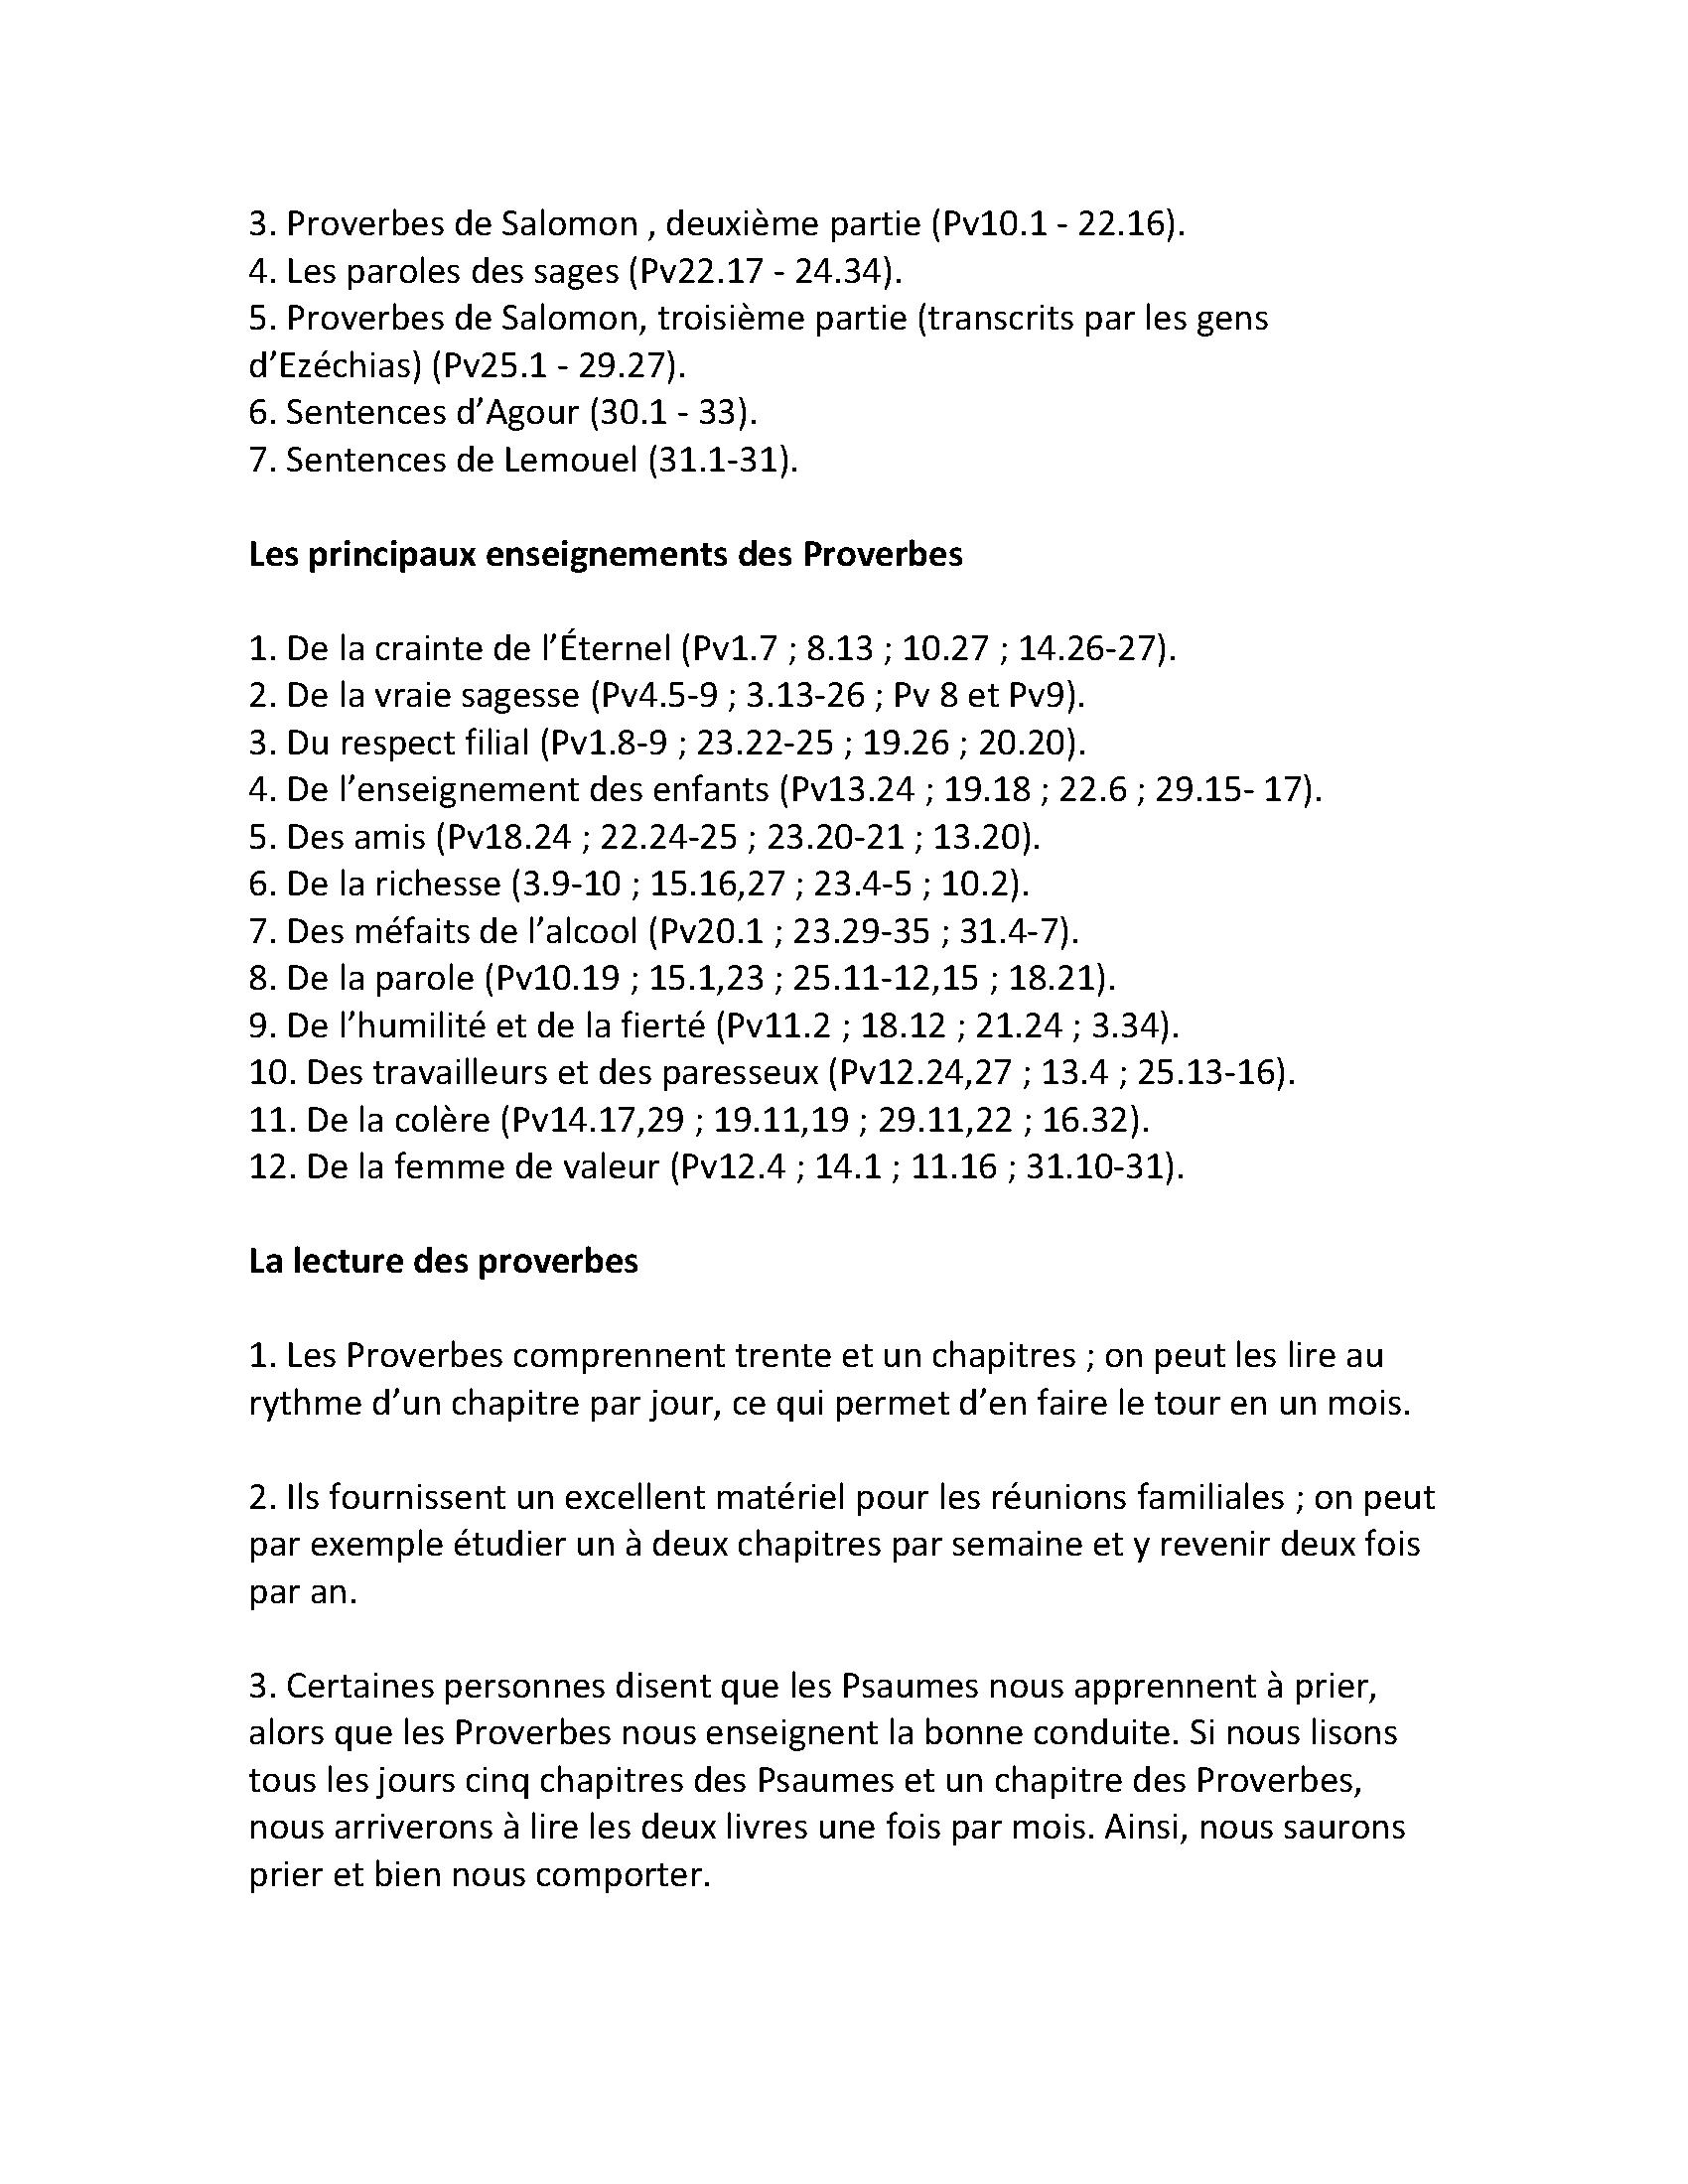 3. Proverbes de Salomon , deuxième partie (Pv10.1 - 22.16).
4. Les paroles des sages (Pv22.17 - 24.34).
5. Proverbes de Salomon, troisième partie (transcrits par les gens
d’Ezéchias) (Pv25.1 - 29.27).
6. Sentences d’Agour (30.1 - 33).
7. Sentences de Lemouel (31.1-31).
Les principaux enseignements des Proverbes
1. De la crainte de l’Éternel (Pv1.7 ; 8.13 ; 10.27 ; 14.26-27).
2. De la vraie sagesse (Pv4.5-9 ; 3.13-26 ; Pv 8 et Pv9).
3. Du respect filial (Pv1.8-9 ; 23.22-25 ; 19.26 ; 20.20).
4. De l’enseignement des enfants (Pv13.24 ; 19.18 ; 22.6 ; 29.15- 17).
5. Des amis (Pv18.24 ; 22.24-25 ; 23.20-21 ; 13.20).
6. De la richesse (3.9-10 ; 15.16,27 ; 23.4-5 ; 10.2).
7. Des méfaits de l’alcool (Pv20.1 ; 23.29-35 ; 31.4-7).
8. De la parole (Pv10.19 ; 15.1,23 ; 25.11-12,15 ; 18.21).
9. De l’humilité et de la fierté (Pv11.2 ; 18.12 ; 21.24 ; 3.34).
10. Des travailleurs et des paresseux (Pv12.24,27 ; 13.4 ; 25.13-16).
11. De la colère (Pv14.17,29 ; 19.11,19 ; 29.11,22 ; 16.32).
12. De la femme de valeur (Pv12.4 ; 14.1 ; 11.16 ; 31.10-31).
La lecture des proverbes
1. Les Proverbes comprennent trente et un chapitres ; on peut les lire au
rythme d’un chapitre par jour, ce qui permet d’en faire le tour en un mois.
2. Ils fournissent un excellent matériel pour les réunions familiales ; on peut
par exemple étudier un à deux chapitres par semaine et y revenir deux fois
par an.
3. Certaines personnes disent que les Psaumes nous apprennent à prier,
alors que les Proverbes nous enseignent la bonne conduite. Si nous lisons
tous les jours cinq chapitres des Psaumes et un chapitre des Proverbes,
nous arriverons à lire les deux livres une fois par mois. Ainsi, nous saurons
prier et bien nous comporter.